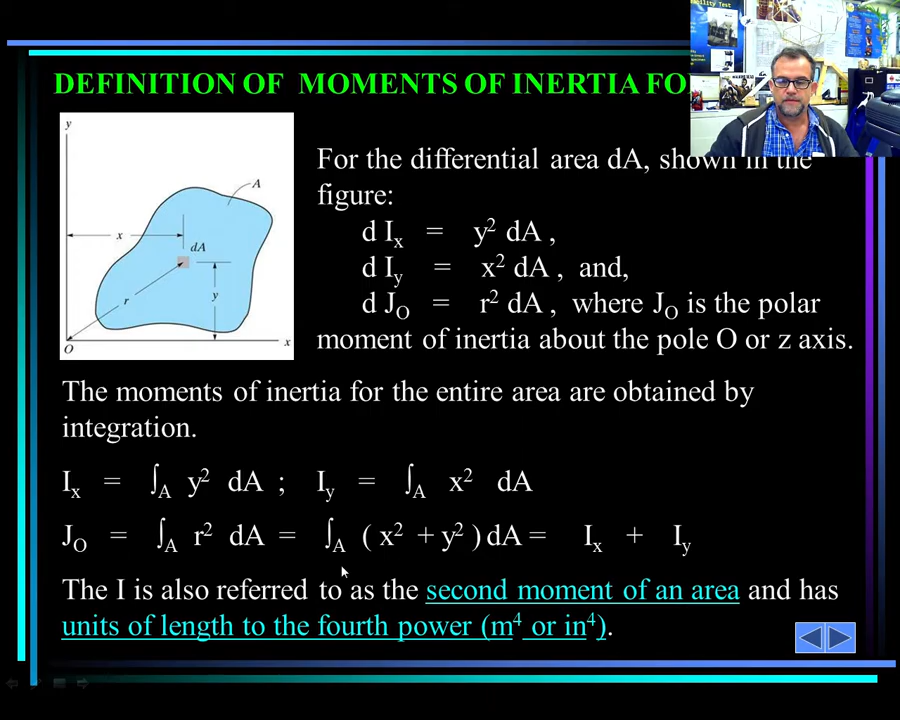 DEFINITION OF MOMENTS OF INERTIA FO
y
A
x
dA
r
y
O
x
For the differential area dA, shown in the
figure:
d Iₓ = y² dA ,
d I_y = x² dA , and,
d J_O = r² dA , where J_O is the polar
moment of inertia about the pole O or z axis.
The moments of inertia for the entire area are obtained by
integration.
Iₓ = ∫_A y² dA ; I_y = ∫_A x² dA
J_O = ∫_A r² dA = ∫_A ( x² + y² ) dA = Iₓ + I_y
The I is also referred to as the second moment of an area and has
units of length to the fourth power (m⁴ or in⁴).